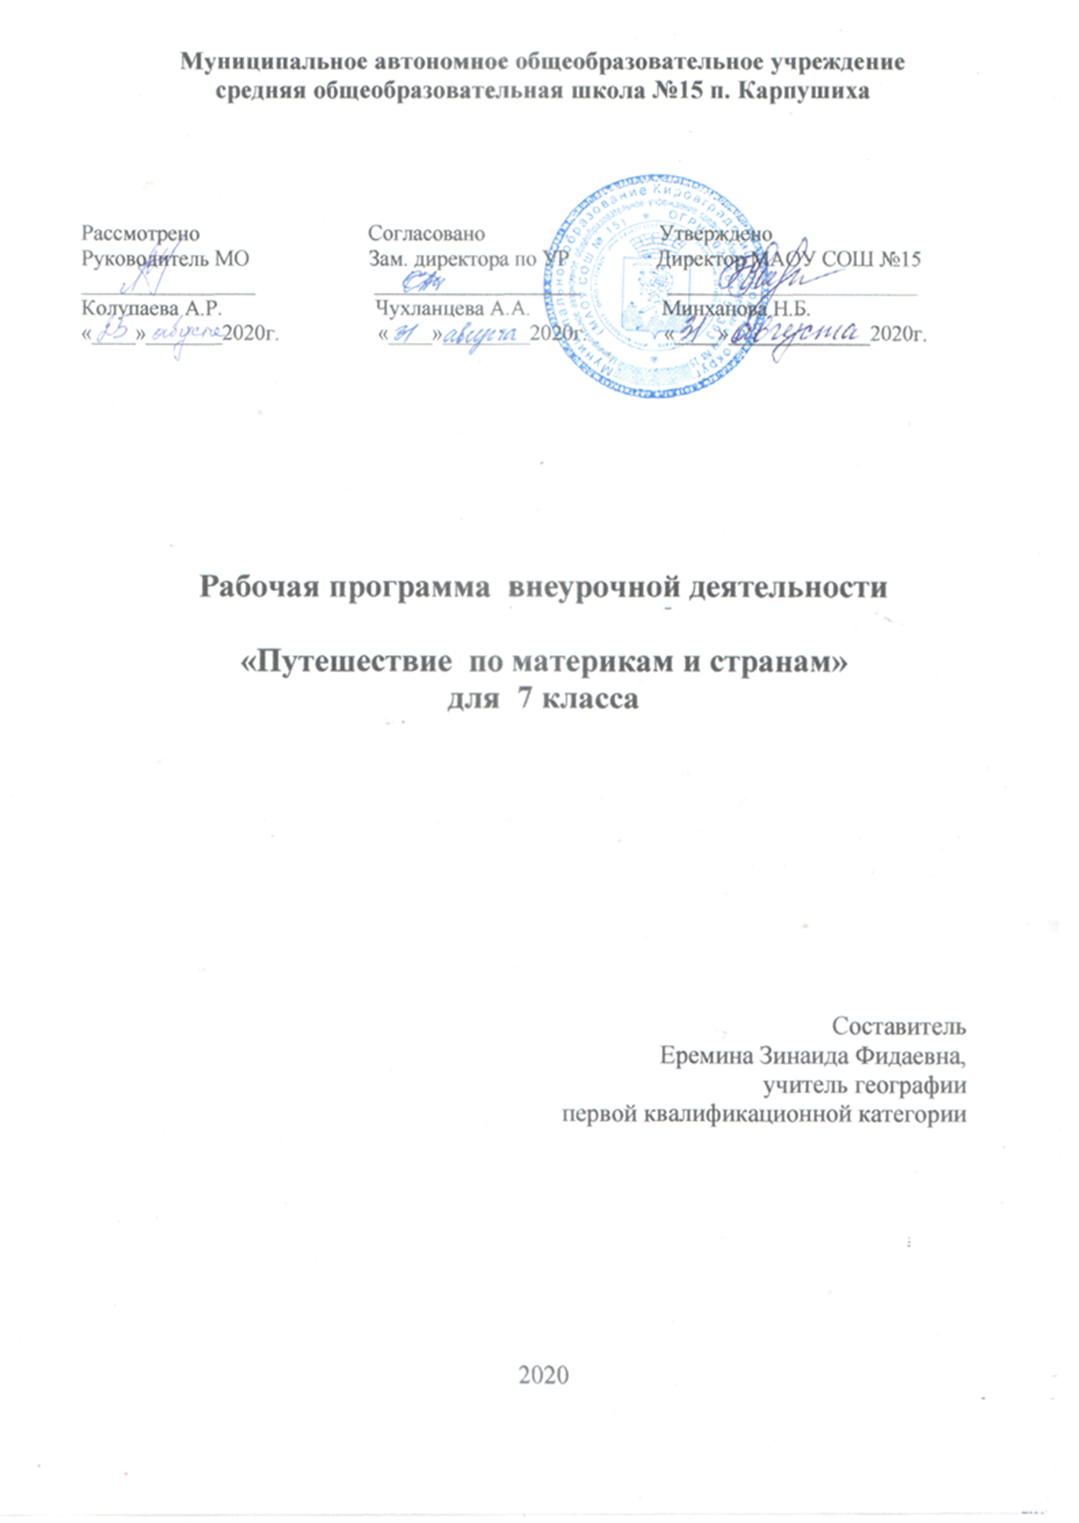 Муниципальное автономное общеобразовательное учреждение
средняя общеобразовательная школа №15 п. Карпушиха
Рассмотрено Согласовано Утверждено
Руководитель МО Зам. директора по УР Директор МАОУ СОШ №15
Колупаева А.Р. Чухланцева А.А. Минханова Н.Б.
« » августа 2020г. «31» августа 2020г. «31» августа 2020г.
Рабочая программа внеурочной деятельности
«Путешествие по материкам и странам»
для 7 класса
Составитель
Еремина Зинаида Фидаевна,
учитель географии
первой квалификационной категории
2020